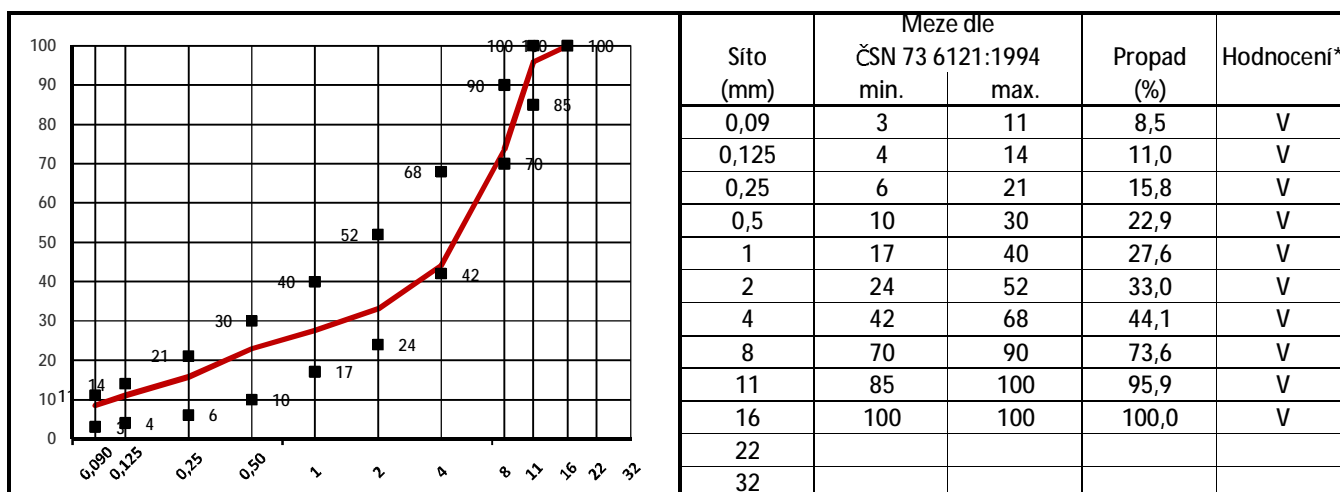 100
90
80
70
60
50
40
30
20
10
0
100 100 100
90
85
68
70
52
42
40
30
24
21
17
11 14
10
6
3 4
0,090 0,125 0,25 0,50 1 2 4 8 11 16 22 32
Meze dle
Síto ČSN 73 6121:1994 Propad Hodnocení*
(mm) min. max. (%)
0,09 3 11 8,5 V
0,125 4 14 11,0 V
0,25 6 21 15,8 V
0,5 10 30 22,9 V
1 17 40 27,6 V
2 24 52 33,0 V
4 42 68 44,1 V
8 70 90 73,6 V
11 85 100 95,9 V
16 100 100 100,0 V
22
32